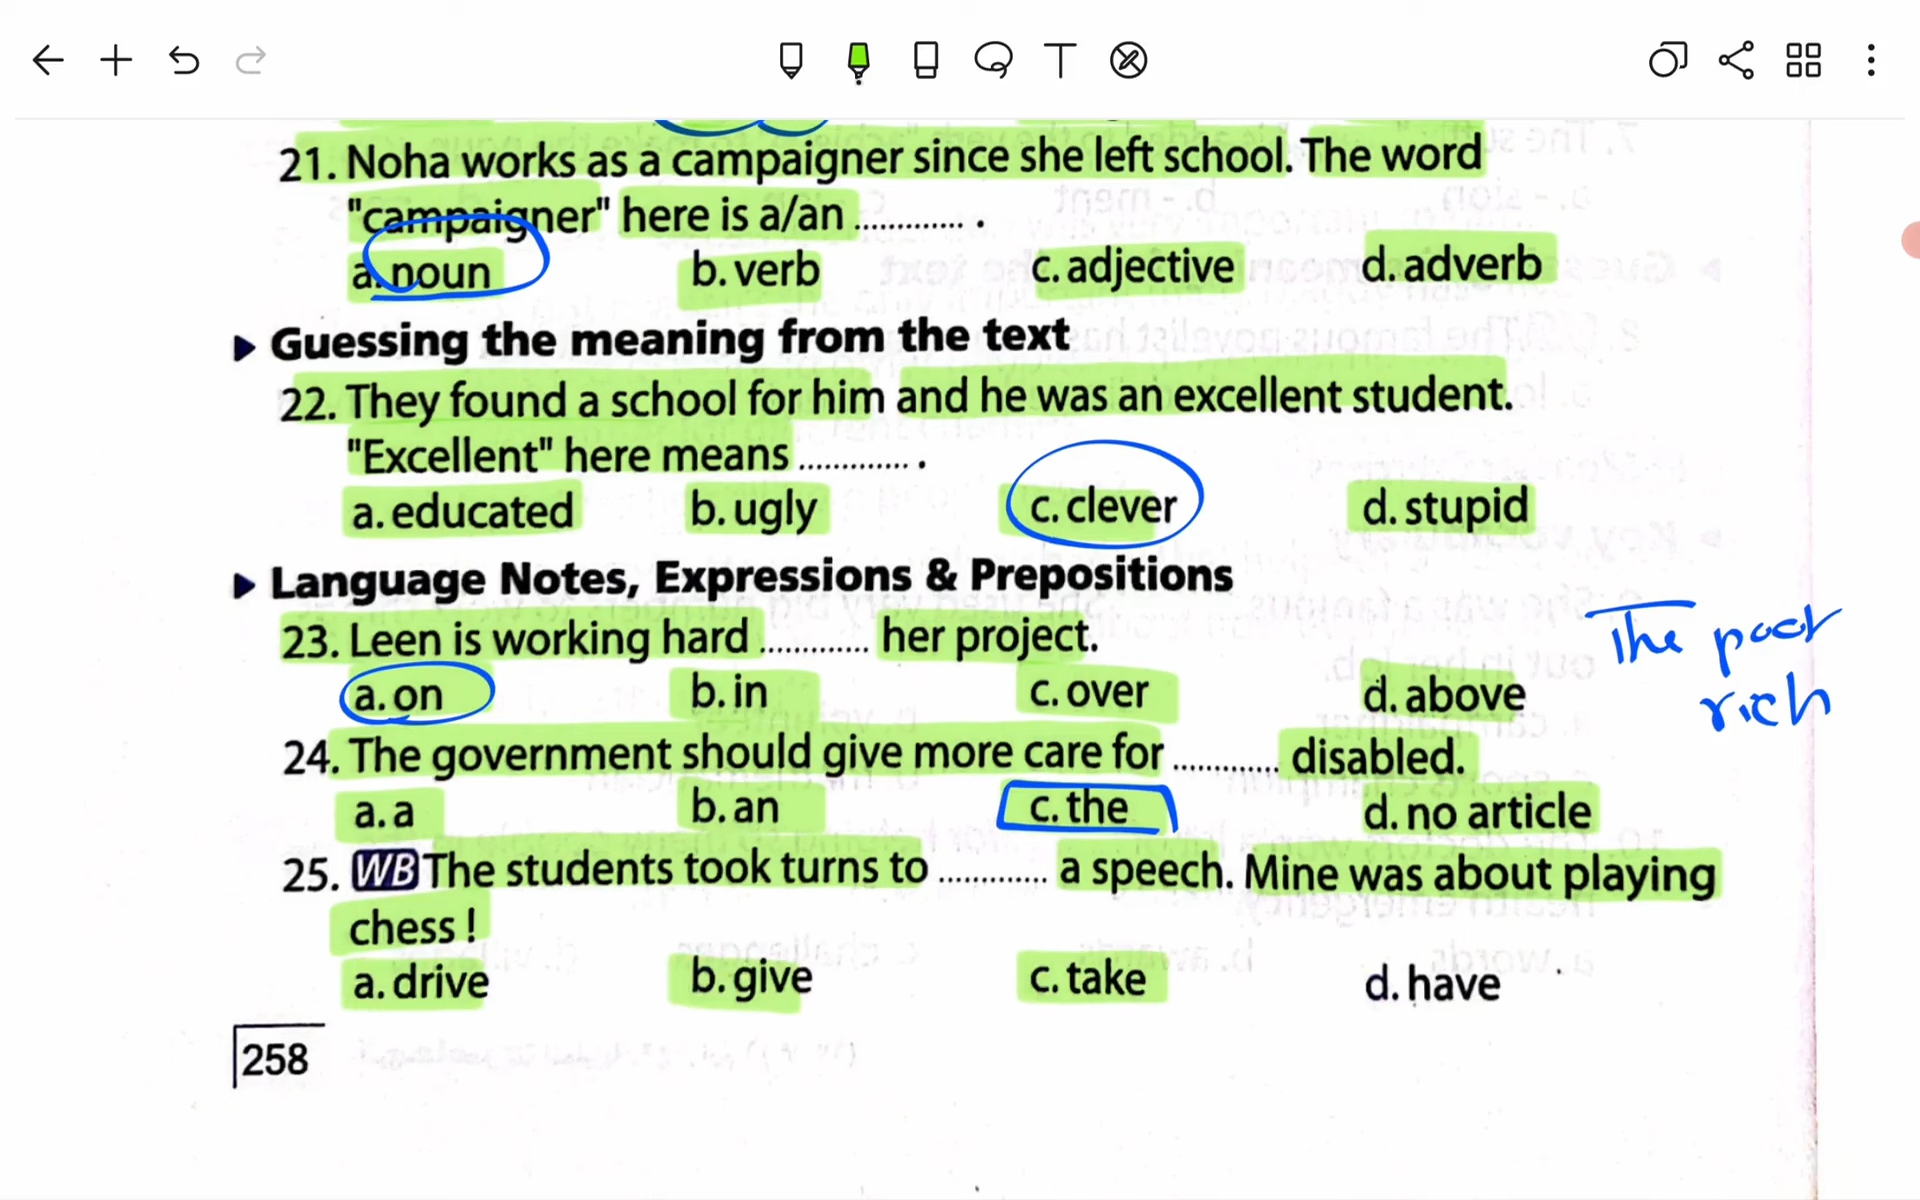 21. Noha works as a campaigner since she left school. The word
"campaigner" here is a/an ............. .
a. noun b. verb c. adjective d. adverb
Guessing the meaning from the text
22. They found a school for him and he was an excellent student.
"Excellent" here means ............. .
a. educated b. ugly c. clever d. stupid
Language Notes, Expressions & Prepositions
23. Leen is working hard ............. her project.
The poor
a. on b. in c. over d. above
rich
24. The government should give more care for ............. disabled.
a. a b. an c. the d. no article
25. WB The students took turns to ............. a speech. Mine was about playing
chess !
a. drive b. give c. take d. have
258